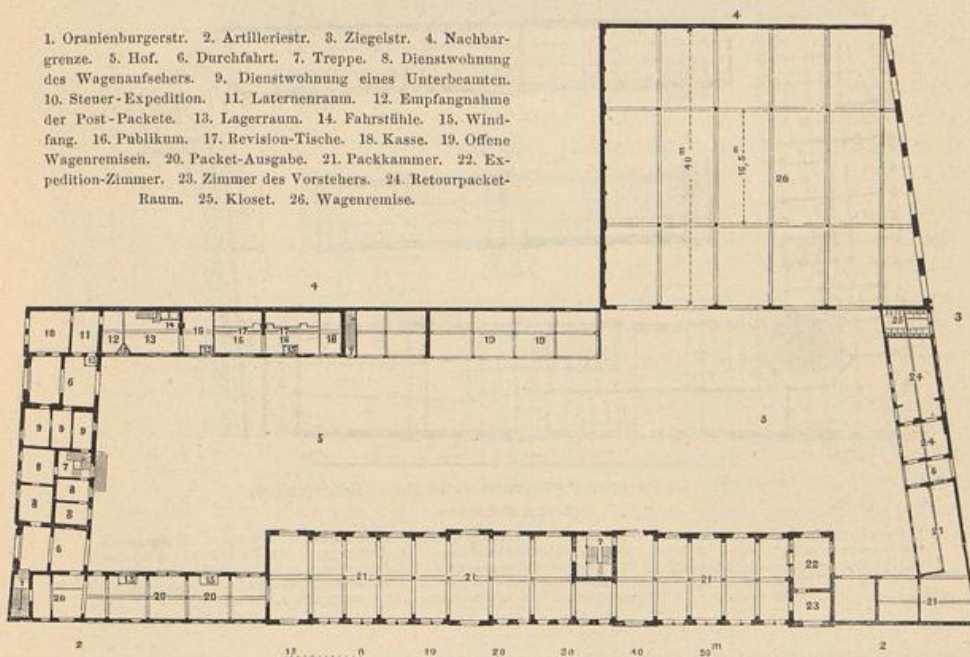 1. Oranienburgerstr. 2. Artilleriestr. 3. Ziegelstr. 4. Nachbar-
grenze. 5. Hof. 6. Durchfahrt. 7. Treppe. 8. Dienstwohnung
des Wagenaufsehers. 9. Dienstwohnung eines Unterbeamten.
10. Steuer-Expedition. 11. Laternenraum. 12. Empfangnahme
der Post-Packete. 13. Lagerraum. 14. Fahrstühle. 15. Wind-
fang. 16. Publikum. 17. Revision-Tische. 18. Kasse. 19. Offene
Wagenremisen. 20. Packet-Ausgabe. 21. Packkammer. 22. Ex-
pedition-Zimmer. 23. Zimmer des Vorstehers. 24. Retourpacket-
Raum. 25. Kloset. 26. Wagenremise.
4
40 m
16,5 m
26
4
3
10 11 12 13 14 16 17 16 17 18 19 19
25
6
24
9 9 9
5
5
24
8 7
6
8 8
8
21
6
7
21 21 21 22
20 15 20 15 20
23
21
2
2
10 0 10 20 30 40 50 m